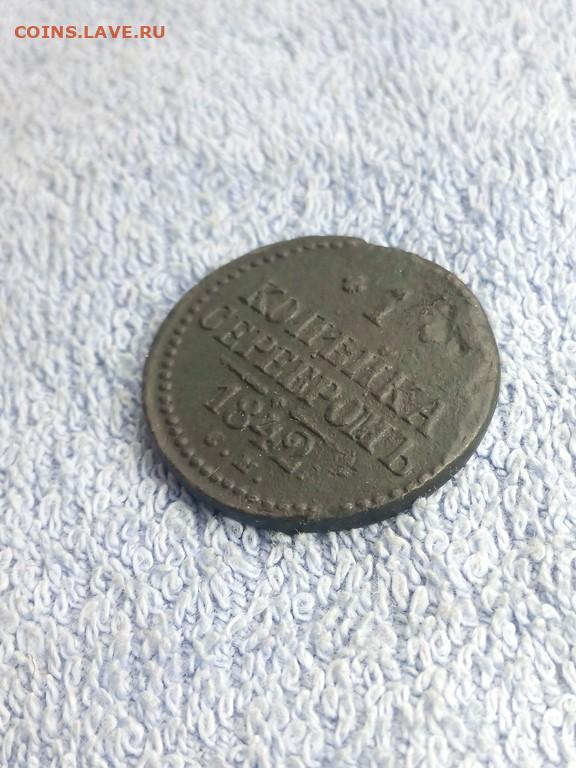 COINS.LAVE.RU
* 1 *
КОПѢЙКА
СЕРЕБРОМЪ
1842
Е.М.